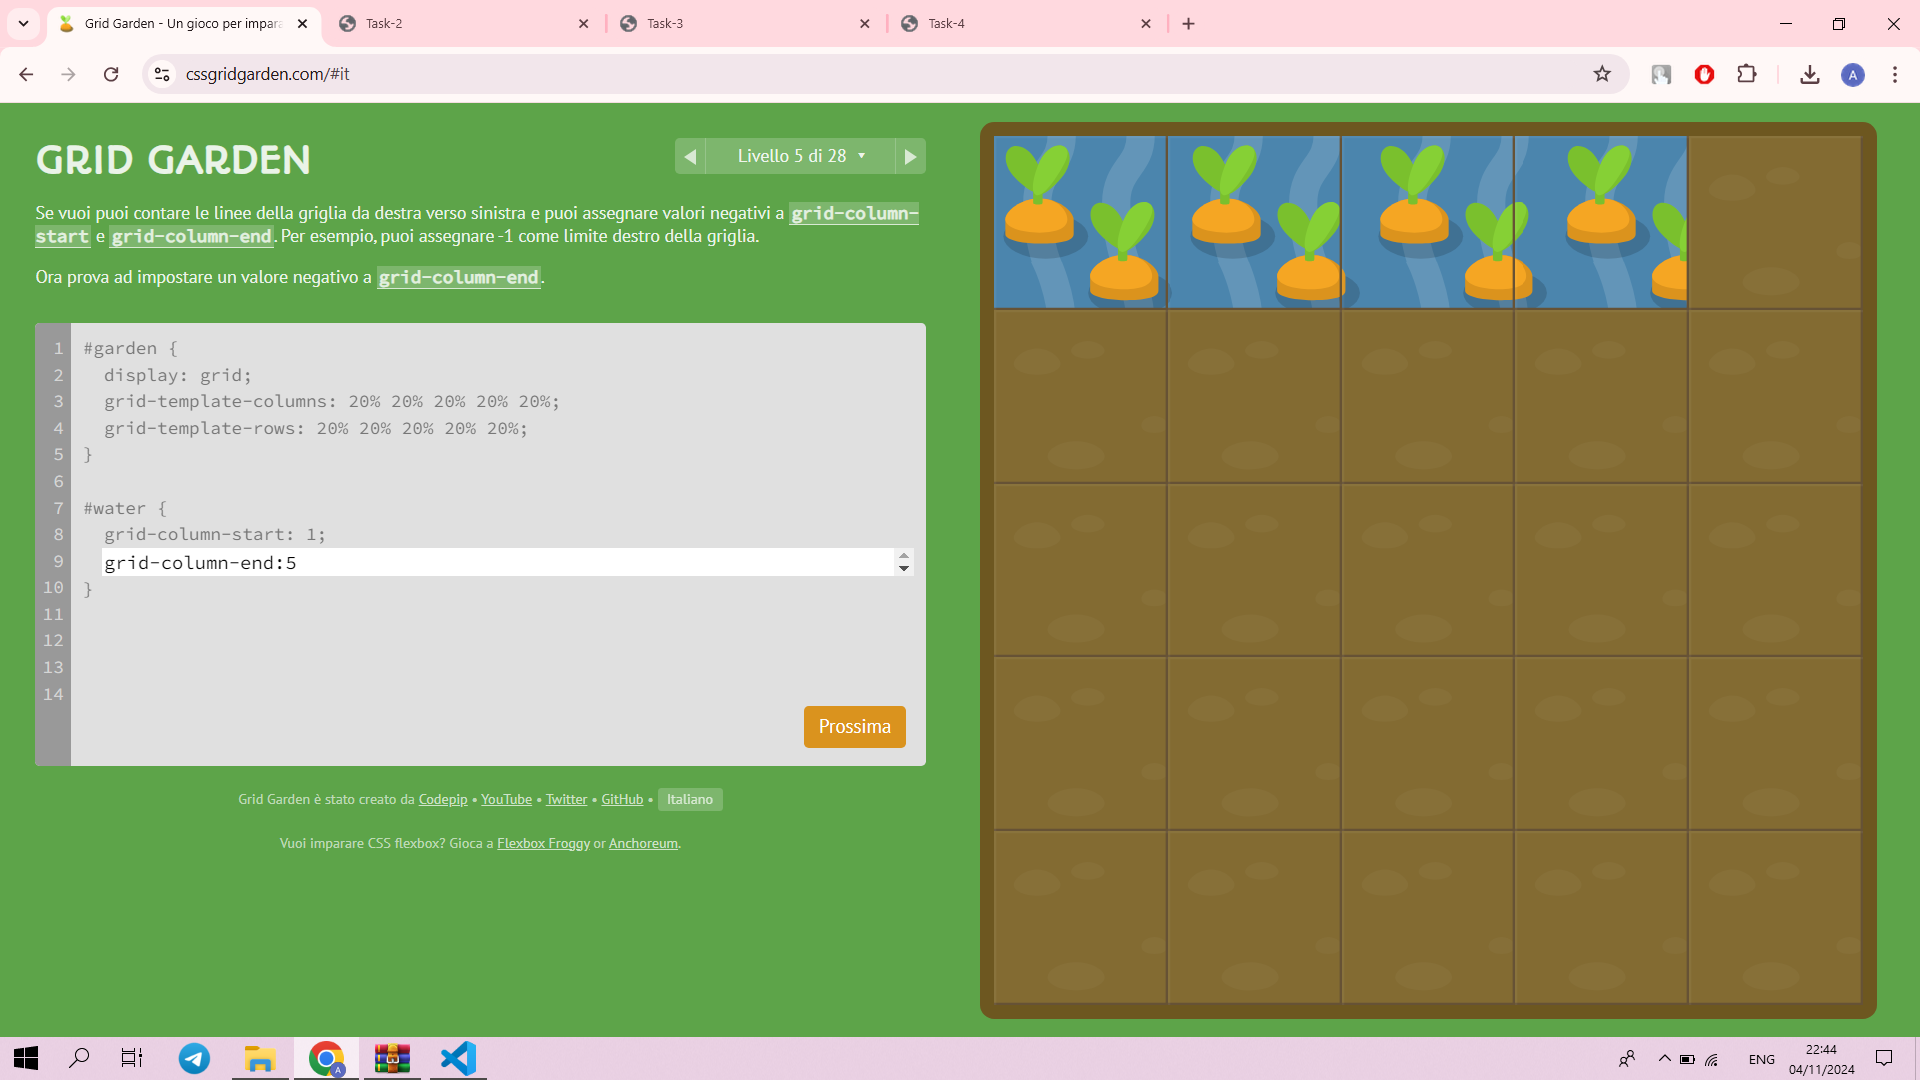 Grid Garden - Un gioco per impara
Task-2
Task-3
Task-4
cssgridgarden.com/#it
A
GRID GARDEN
Livello 5 di 28
Se vuoi puoi contare le linee della griglia da destra verso sinistra e puoi assegnare valori negativi a grid-column-
start e grid-column-end. Per esempio, puoi assegnare -1 come limite destro della griglia.
Ora prova ad impostare un valore negativo a grid-column-end.
1 #garden {
2 display: grid;
3 grid-template-columns: 20% 20% 20% 20% 20%;
4 grid-template-rows: 20% 20% 20% 20% 20%;
5 }
6
7 #water {
8 grid-column-start: 1;
9 grid-column-end:5
10 }
11
12
13
14
Prossima
Grid Garden è stato creato da Codepip • YouTube • Twitter • GitHub • Italiano
Vuoi imparare CSS flexbox? Gioca a Flexbox Froggy or Anchoreum.
A
ENG
22:44
04/11/2024